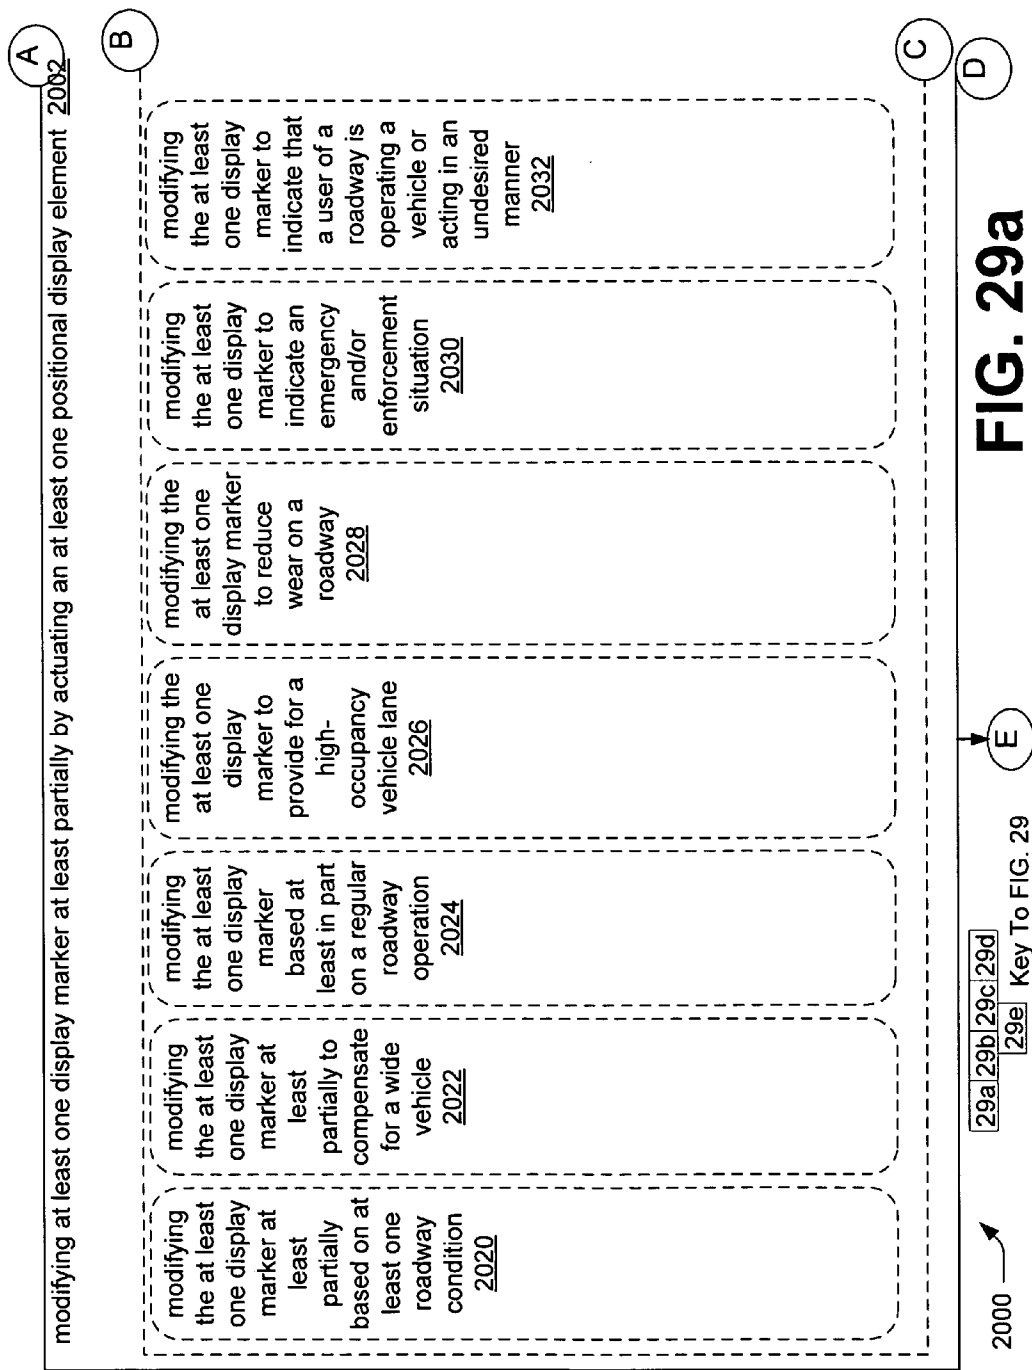 A
modifying at least one display marker at least partially by actuating an at least one positional display element 2002
B
modifying
the at least
one display
marker at
least
partially
based on at
least one
roadway
condition
2020
modifying
the at least
one display
marker at
least
partially to
compensate
for a wide
vehicle
2022
modifying
the at least
one display
marker
based at
least in part
on a regular
roadway
operation
2024
modifying the
at least one
display
marker to
provide for a
high-
occupancy
vehicle lane
2026
modifying the
at least one
display marker
to reduce
wear on a
roadway
2028
modifying
the at least
one display
marker to
indicate an
emergency
and/or
enforcement
situation
2030
modifying
the at least
one display
marker to
indicate that
a user of a
roadway is
operating a
vehicle or
acting in an
undesired
manner
2032
C
D
E
2000
29a 29b 29c 29d
29e Key To FIG. 29
FIG. 29a